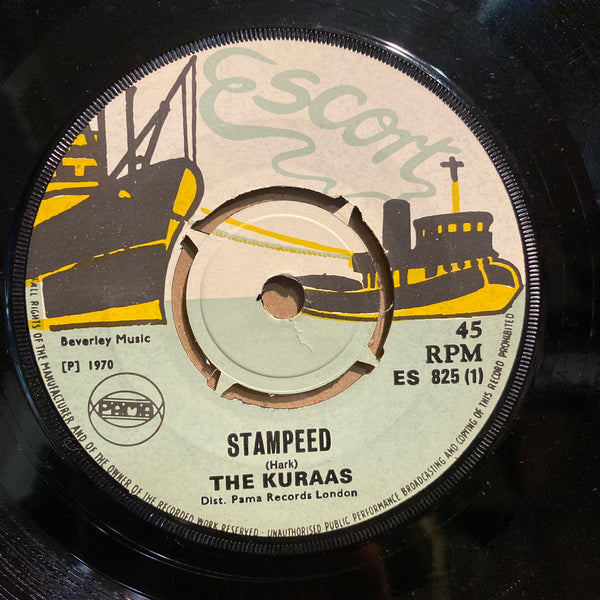 Escort
Beverley Music
[P] 1970
PAMA
45
RPM
ES 825 (1)
STAMPEED
(Hark)
THE KURAAS
Dist. Pama Records London
ALL RIGHTS OF THE MANUFACTURER AND OF THE OWNER OF THE RECORDED WORK RESERVED. UNAUTHORISED PUBLIC PERFORMANCE BROADCASTING AND COPYING OF THIS RECORD PROHIBITED